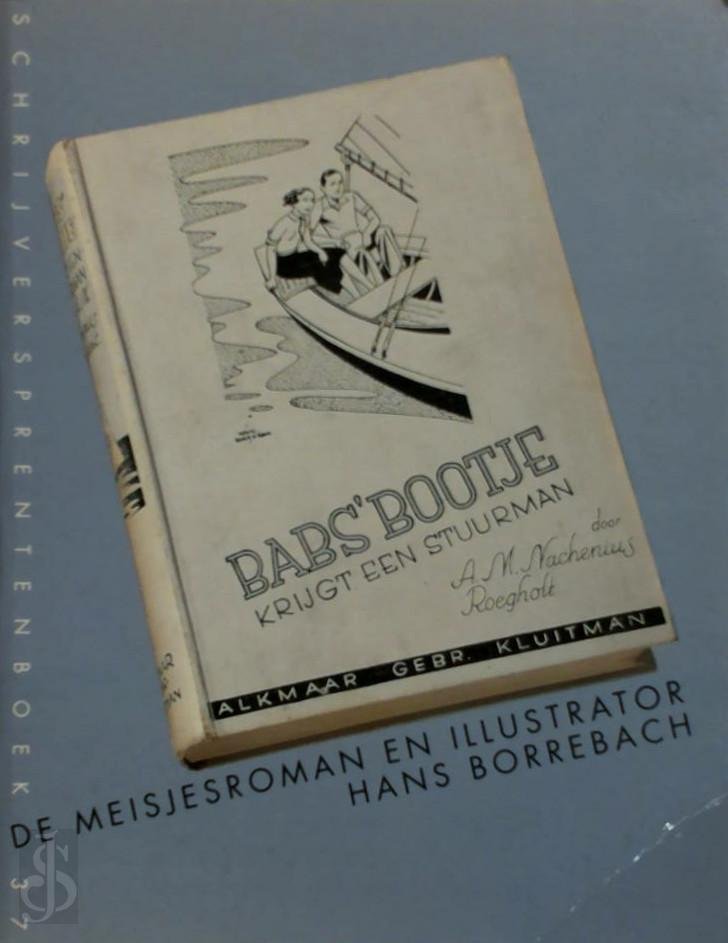 SCHRIJVERSPRENTENBOEK 37
BABS' BOOTJE
KRIJGT EEN STUURMAN
door
A. M. Nachenius
Roegholt
ALKMAAR GEBR. KLUITMAN
DE MEISJESROMAN EN ILLUSTRATOR
HANS BORREBACH